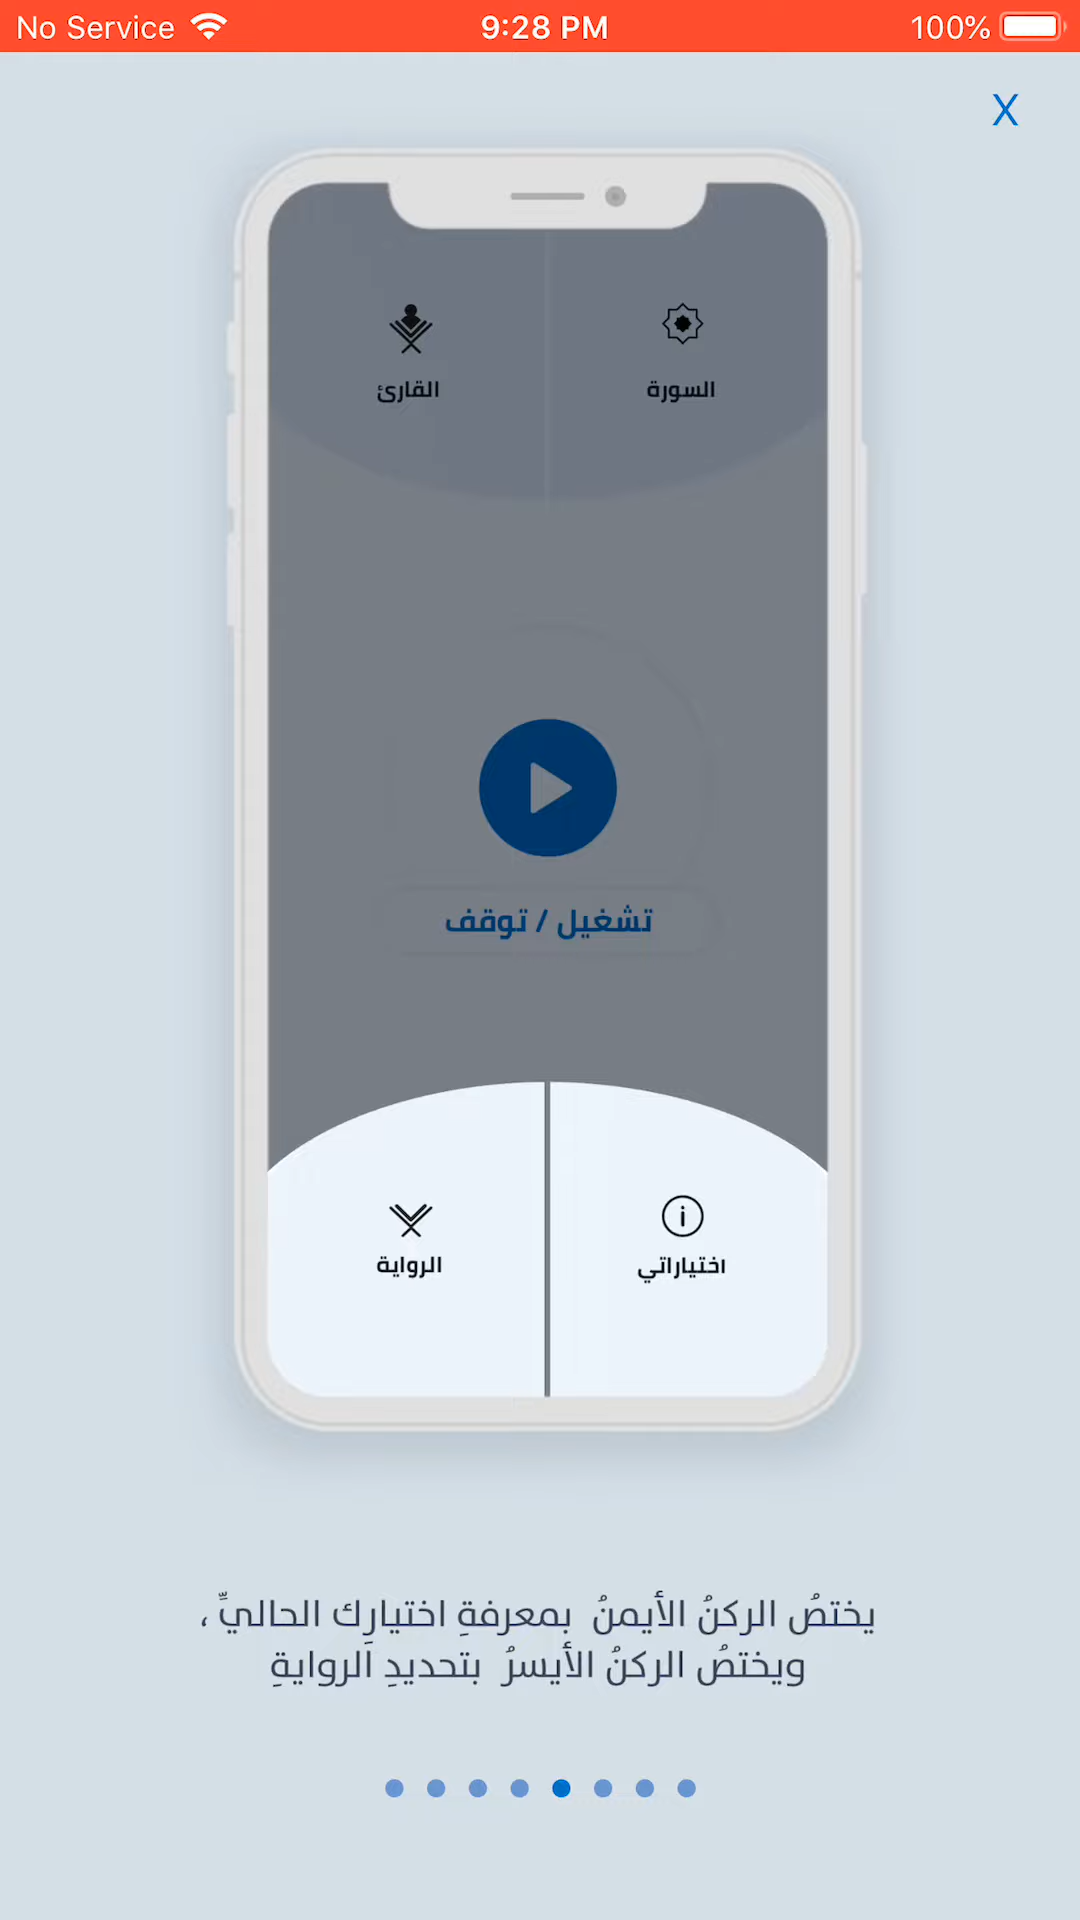 No Service 9:28 PM 100%
X
السورة القارئ
تشغيل / توقف
اختياراتي الرواية
يختصُ الركنُ الأيمنُ بمعرفةِ اختيارِك الحاليِّ ،
ويختصُ الركنُ الأيسرُ بتحديدِ الروايةِ